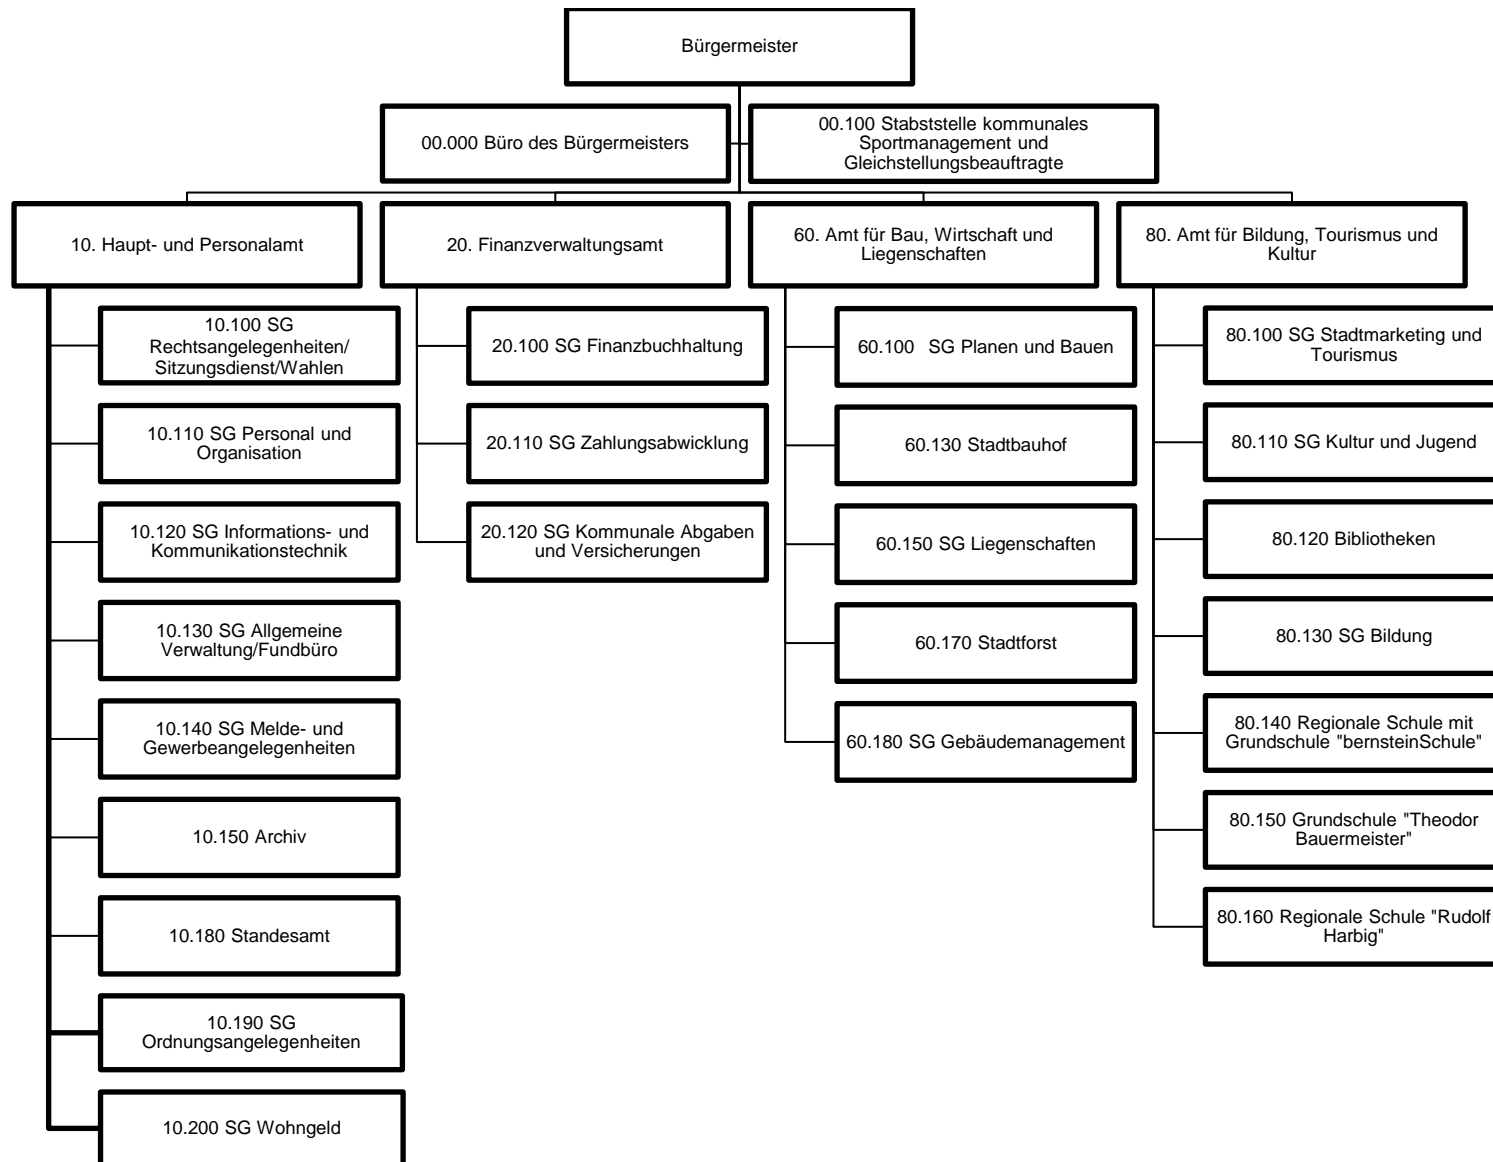 Bürgermeister
00.000 Büro des Bürgermeisters
00.100 Stabststelle kommunales
Sportmanagement und
Gleichstellungsbeauftragte
10. Haupt- und Personalamt
20. Finanzverwaltungsamt
60. Amt für Bau, Wirtschaft und
Liegenschaften
80. Amt für Bildung, Tourismus und
Kultur
10.100 SG
Rechtsangelegenheiten/
Sitzungsdienst/Wahlen
10.110 SG Personal und
Organisation
10.120 SG Informations- und
Kommunikationstechnik
10.130 SG Allgemeine
Verwaltung/Fundbüro
10.140 SG Melde- und
Gewerbeangelegenheiten
10.150 Archiv
10.180 Standesamt
10.190 SG
Ordnungsangelegenheiten
10.200 SG Wohngeld
20.100 SG Finanzbuchhaltung
20.110 SG Zahlungsabwicklung
20.120 SG Kommunale Abgaben
und Versicherungen
60.100 SG Planen und Bauen
60.130 Stadtbauhof
60.150 SG Liegenschaften
60.170 Stadtforst
60.180 SG Gebäudemanagement
80.100 SG Stadtmarketing und
Tourismus
80.110 SG Kultur und Jugend
80.120 Bibliotheken
80.130 SG Bildung
80.140 Regionale Schule mit
Grundschule "bernsteinSchule"
80.150 Grundschule "Theodor
Bauermeister"
80.160 Regionale Schule "Rudolf
Harbig"